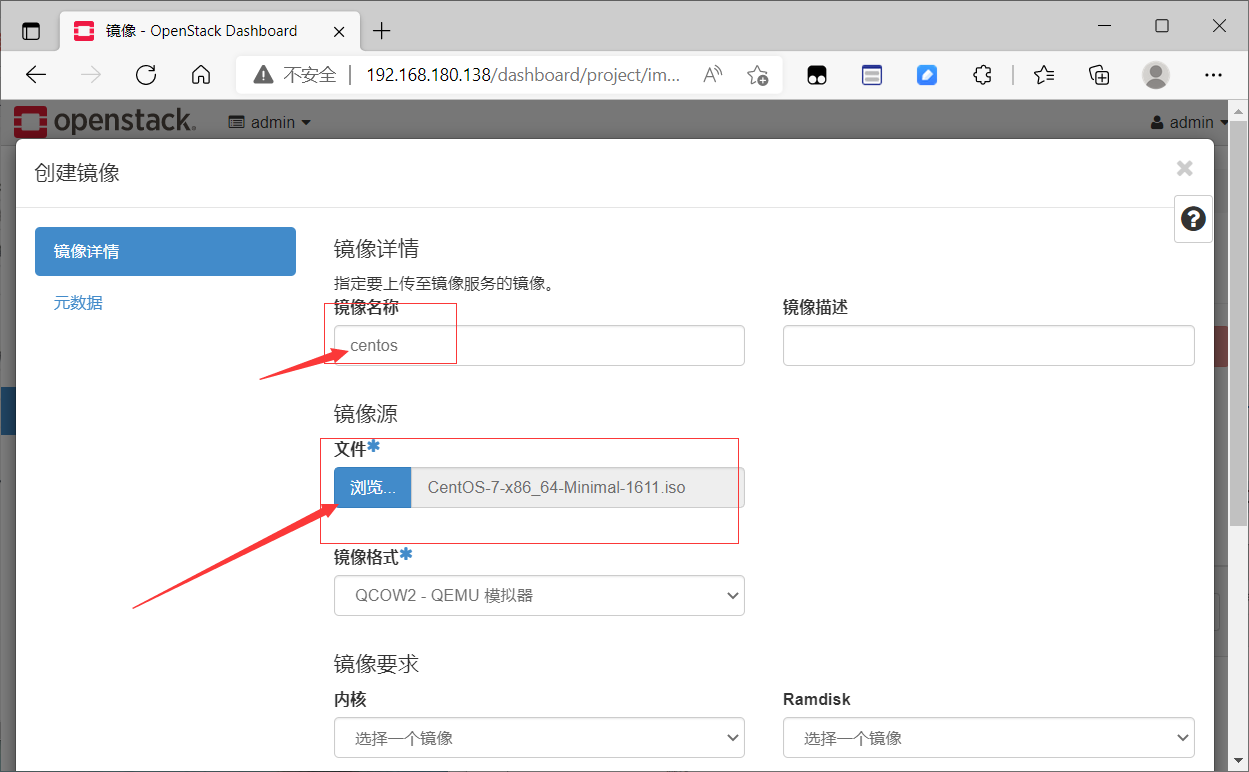 镜像 - OpenStack Dashboard
不安全 | 192.168.180.138/dashboard/project/im...
openstack. admin admin
创建镜像
镜像详情
元数据
镜像详情
指定要上传至镜像服务的镜像。
镜像名称 镜像描述
centos
镜像源
文件*
浏览... CentOS-7-x86_64-Minimal-1611.iso
镜像格式*
QCOW2 - QEMU 模拟器
镜像要求
内核 Ramdisk
选择一个镜像 选择一个镜像